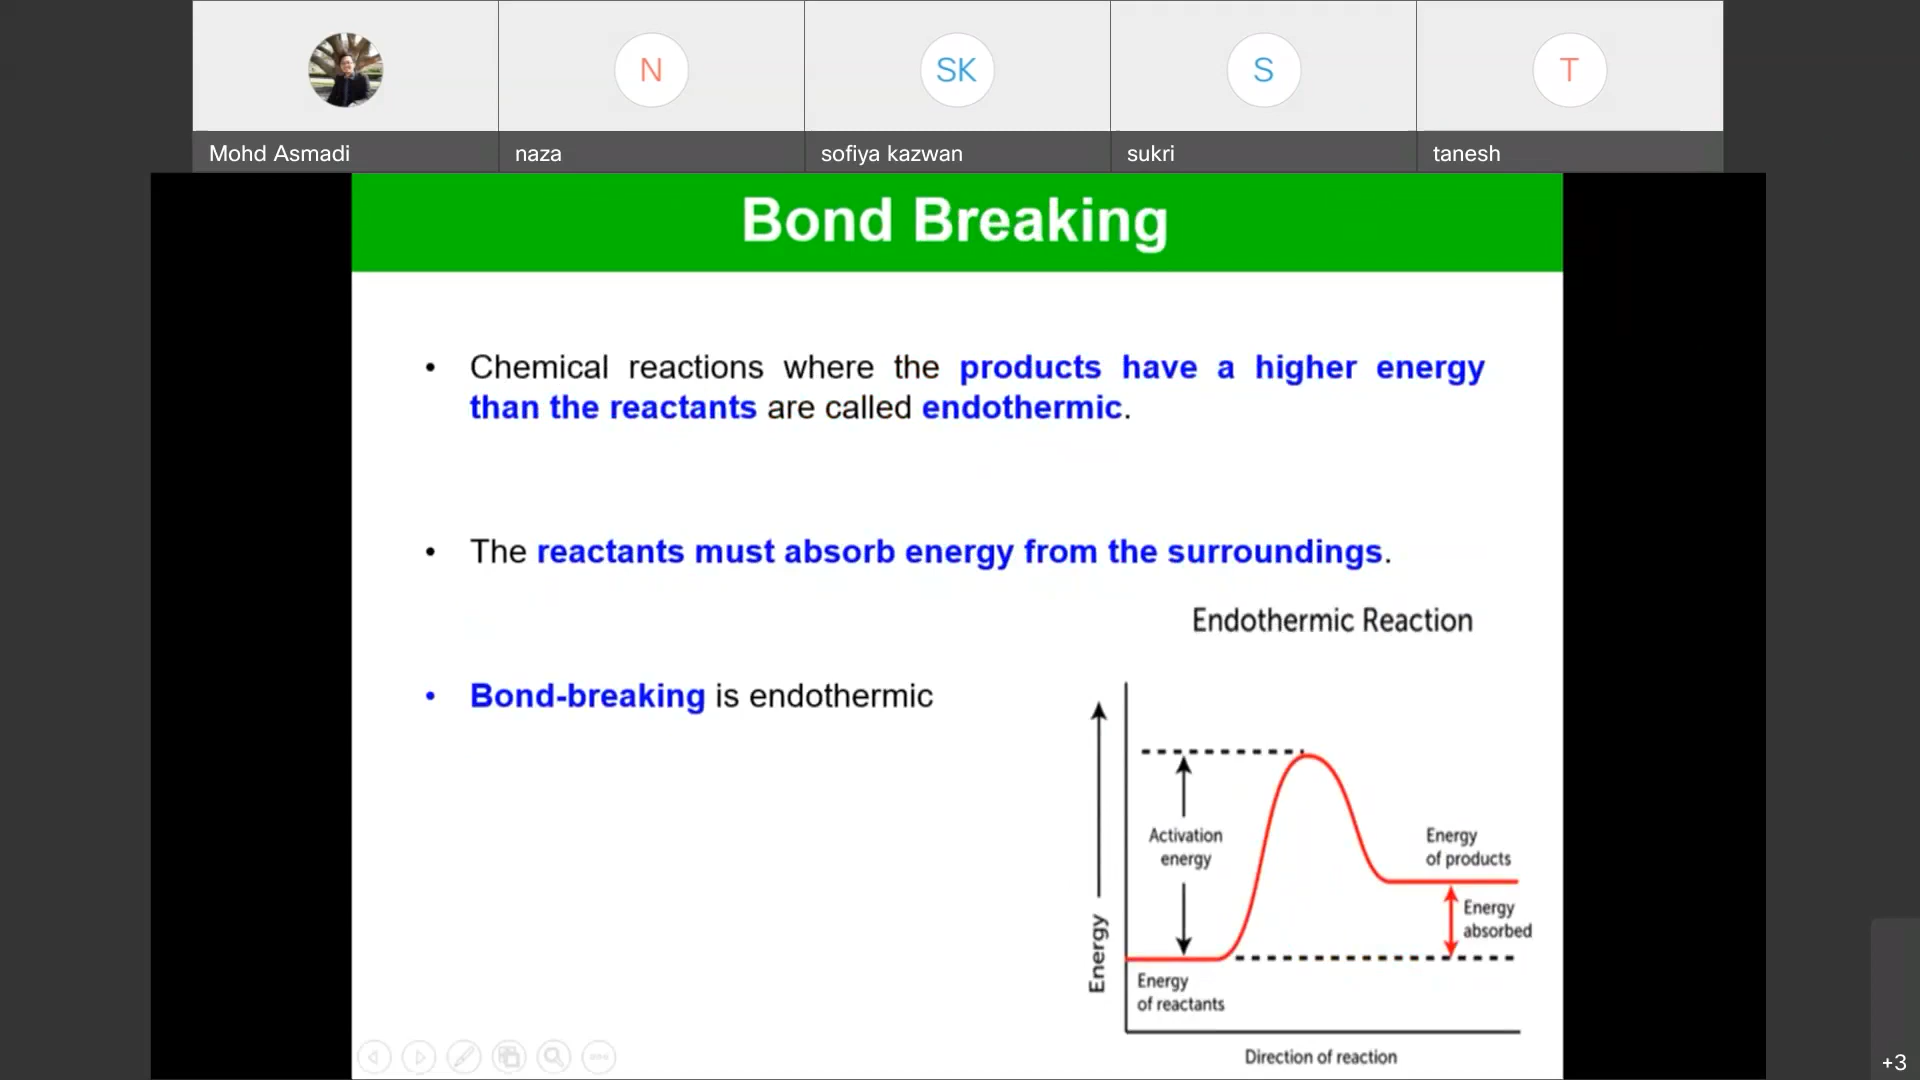 N
SK
S
T
Mohd Asmadi
naza
sofiya kazwan
sukri
tanesh
Bond Breaking
• Chemical reactions where the products have a higher energy
than the reactants are called endothermic.
• The reactants must absorb energy from the surroundings.
• Bond-breaking is endothermic
Endothermic Reaction
Energy
Activation
energy
Energy
of products
Energy
absorbed
Energy
of reactants
Direction of reaction
+3